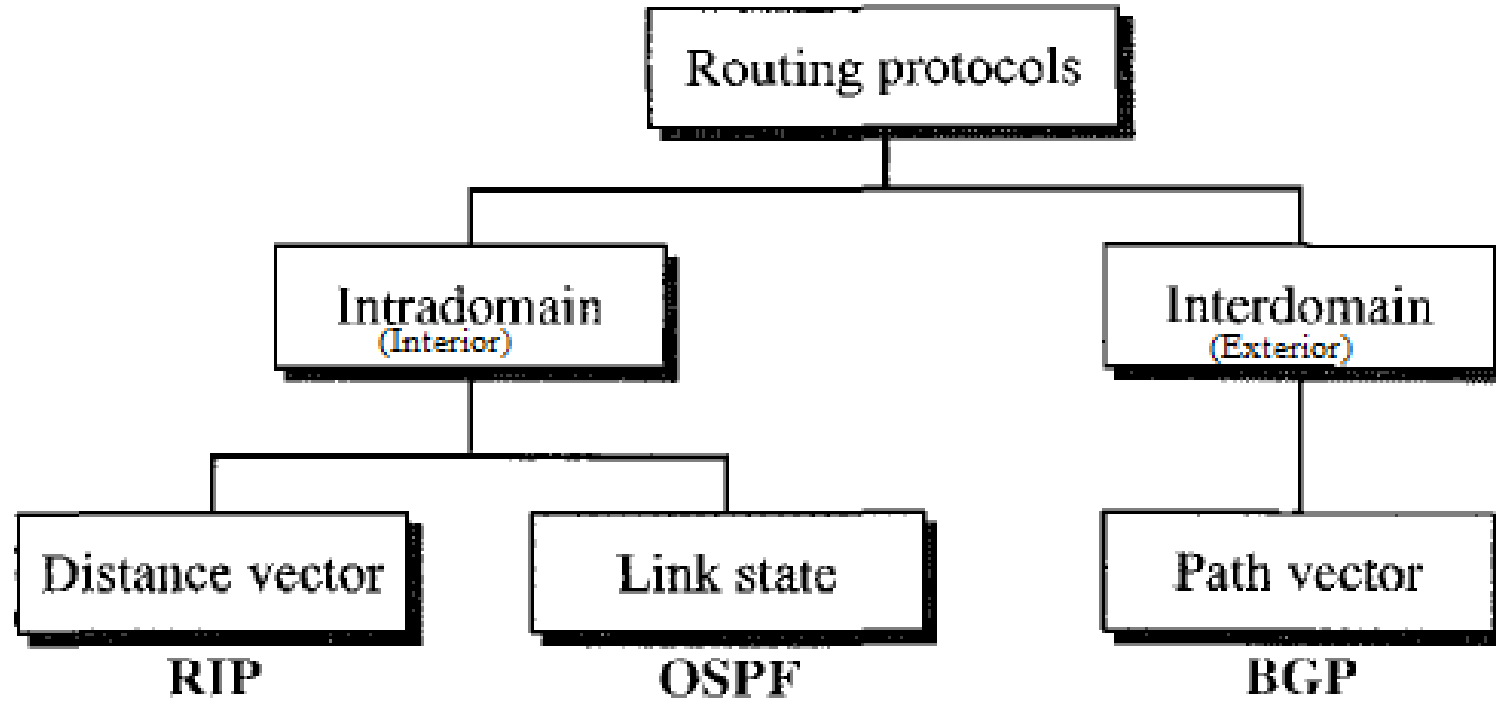 Routing protocols
Intradomain
(Interior)
Interdomain
(Exterior)
Distance vector
Link state
Path vector
RIP
OSPF
BGP